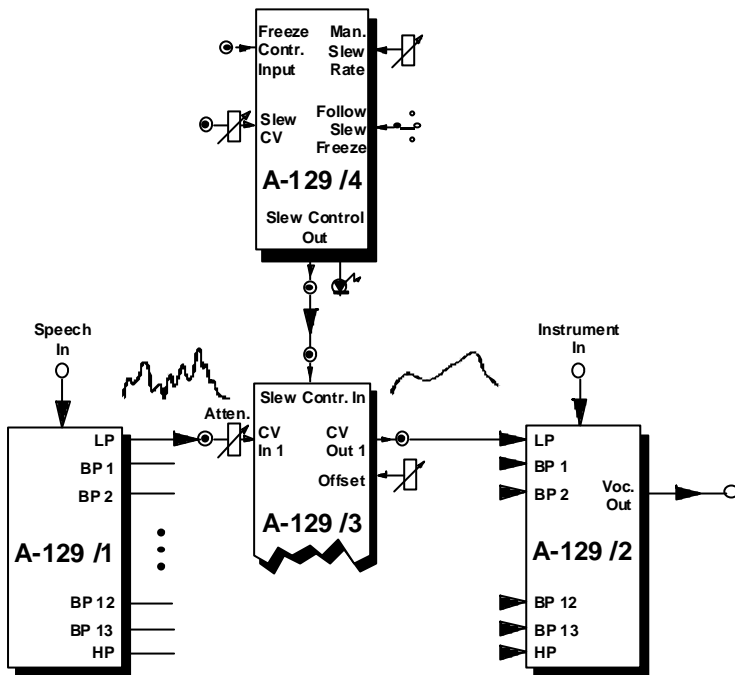 Freeze
Contr.
Input
Man.
Slew
Rate
Slew
CV
Follow
Slew
Freeze
A-129 /4
Slew Control
Out
Speech
In
Instrument
In
Atten.
Slew Contr. In
CV
In 1
CV
Out 1
Offset
A-129 /3
LP
BP 1
BP 2
A-129 /1
BP 12
BP 13
HP
LP
BP 1
BP 2
Voc.
Out
A-129 /2
BP 12
BP 13
HP